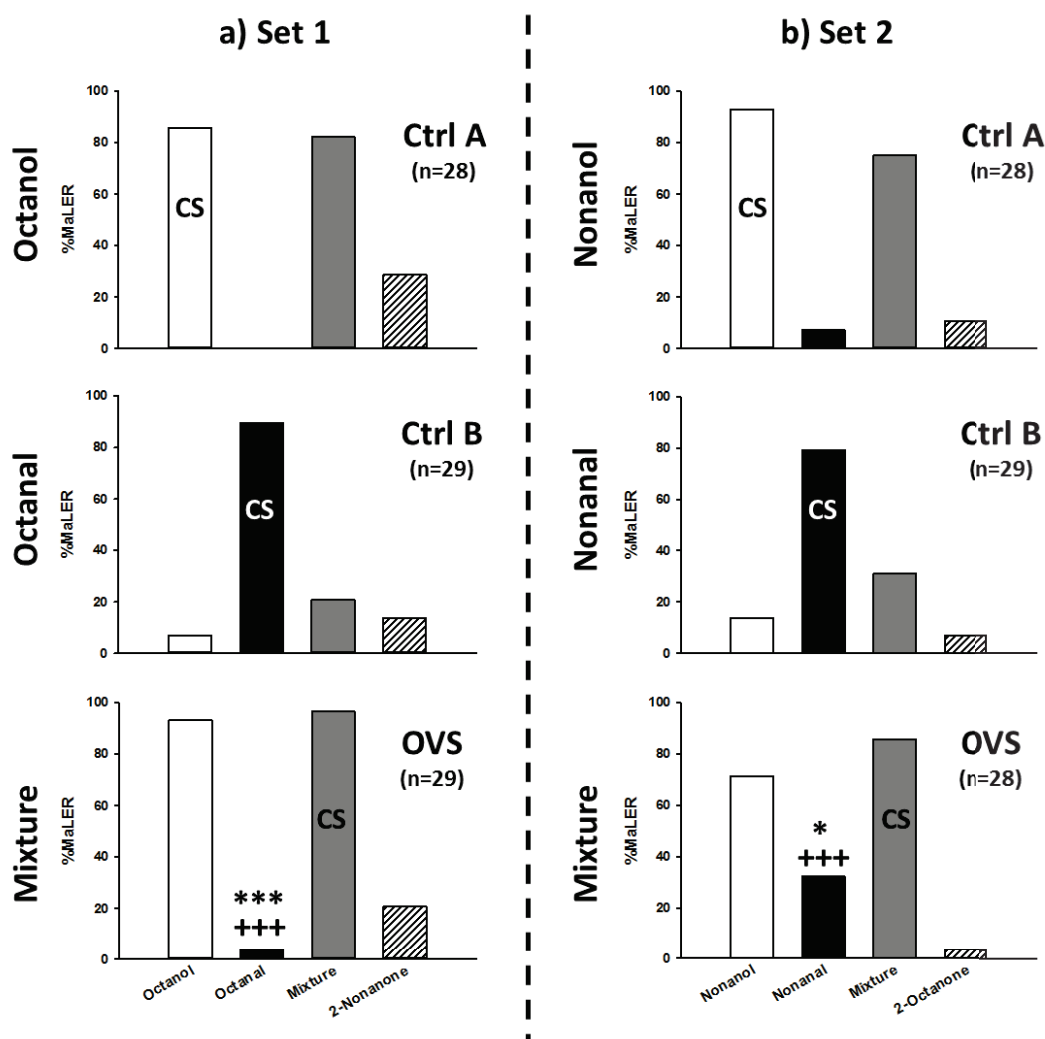 a) Set 1
b) Set 2
Octanol
%MaLER
100
80
60
40
20
0
CS
Ctrl A
(n=28)
Nonanol
%MaLER
100
80
60
40
20
0
CS
Ctrl A
(n=28)
Octanal
%MaLER
100
80
60
40
20
0
CS
Ctrl B
(n=29)
Nonanal
%MaLER
100
80
60
40
20
0
CS
Ctrl B
(n=29)
Mixture
%MaLER
100
80
60
40
20
0
***
+++
CS
OVS
(n=29)
Octanol
Octanal
Mixture
2-Nonanone
Mixture
%MaLER
100
80
60
40
20
0
*
+++
CS
OVS
(n=28)
Nonanol
Nonanal
Mixture
2-Octanone